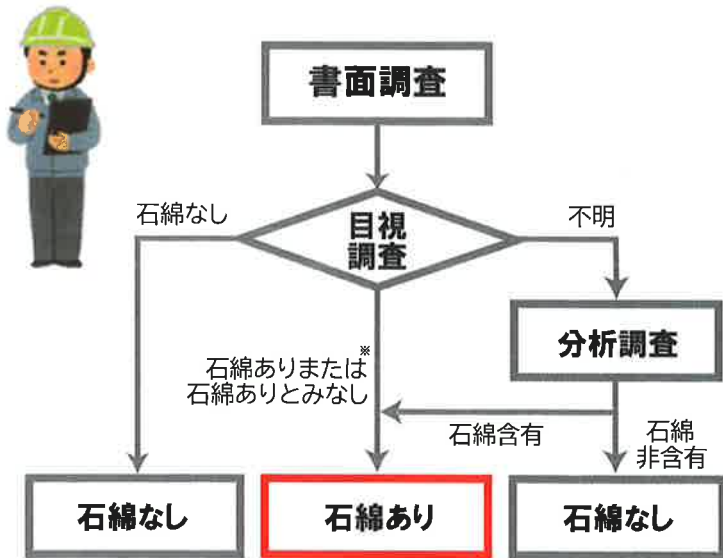 書面調査
石綿なし
目視
調査
不明
分析調査
※
石綿ありまたは
石綿ありとみなし
石綿含有
石綿
非含有
石綿なし
石綿あり
石綿なし